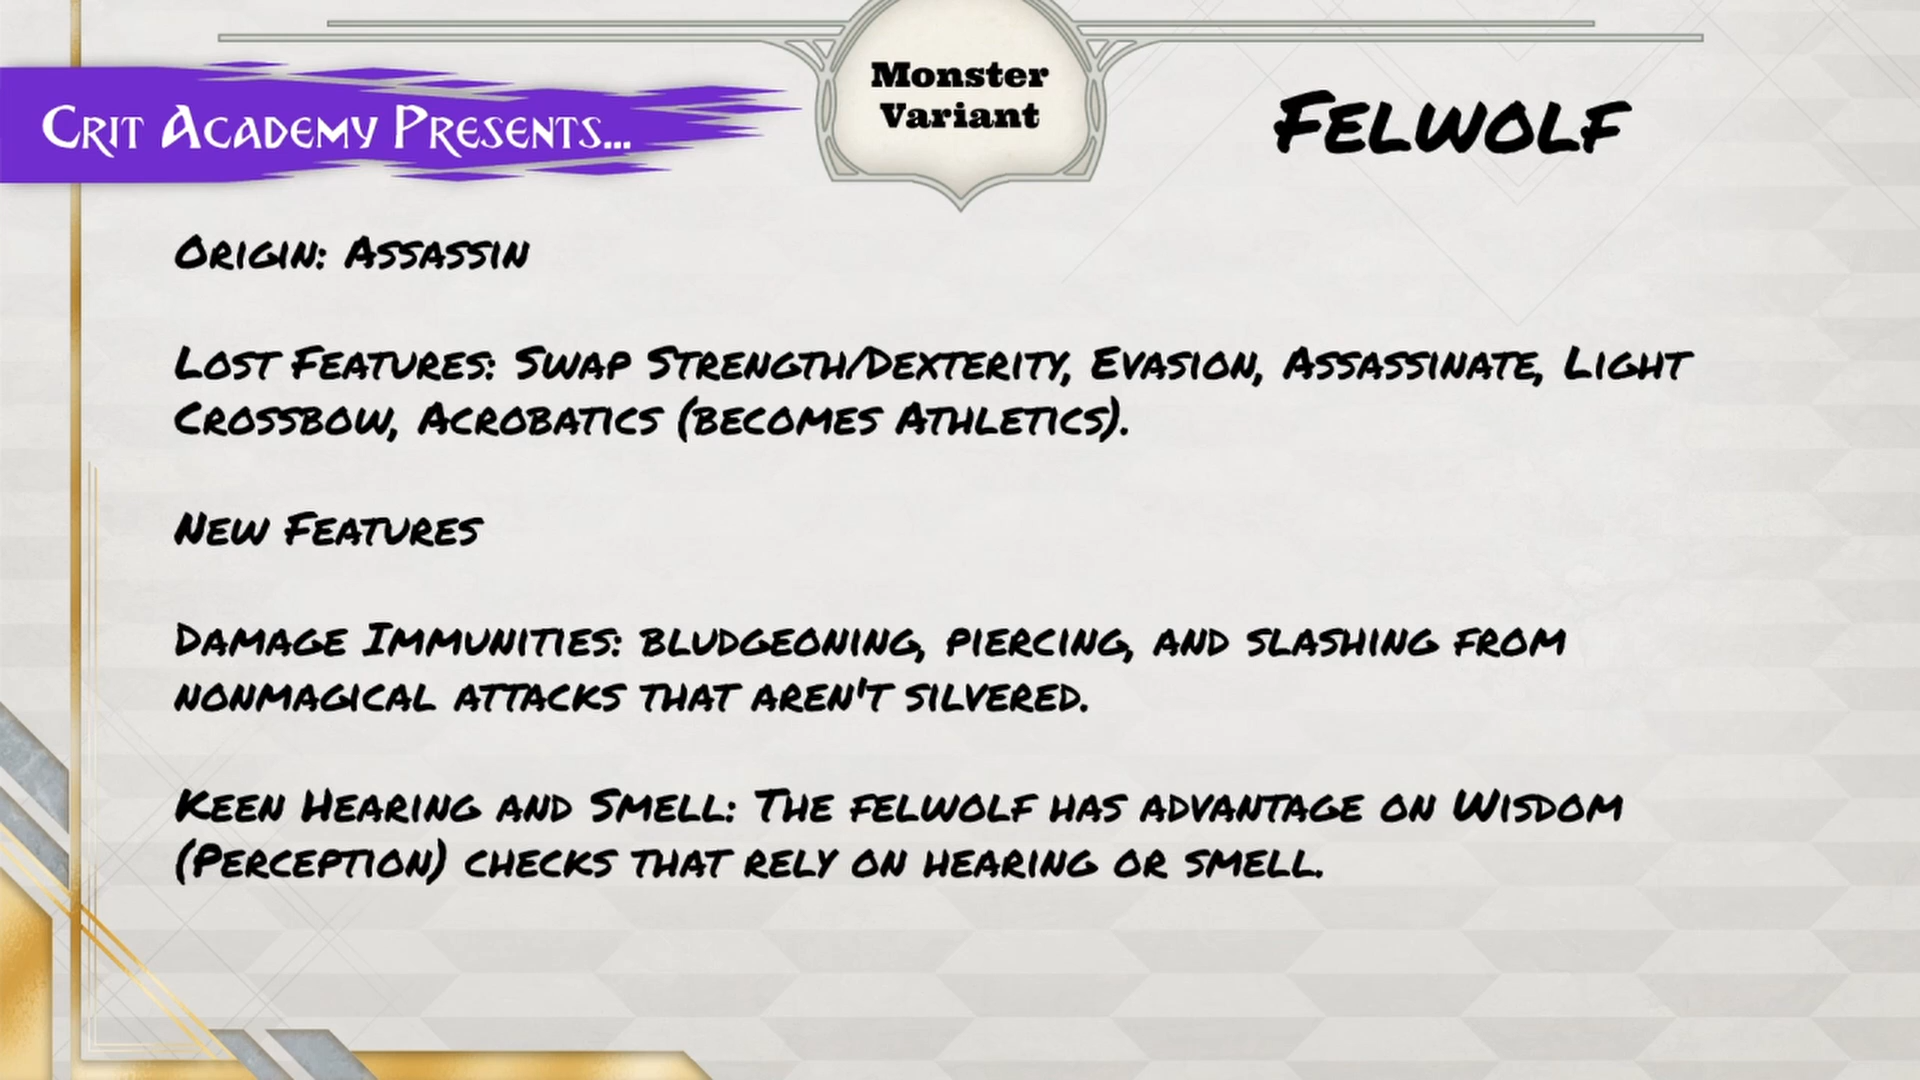 Crit Academy Presents...
Monster
Variant
Felwolf
Origin: Assassin
Lost Features: Swap Strength/Dexterity, Evasion, Assassinate, Light
Crossbow, Acrobatics (becomes Athletics).
New Features
Damage Immunities: bludgeoning, piercing, and slashing from
nonmagical attacks that aren't silvered.
Keen Hearing and Smell: The felwolf has advantage on Wisdom
(Perception) checks that rely on hearing or smell.